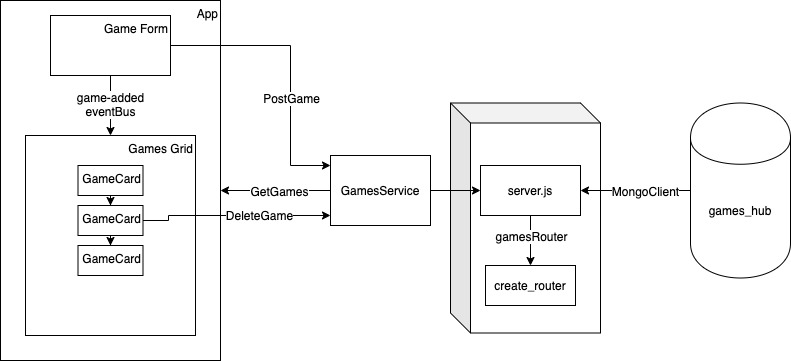 App
Game Form
game-added
eventBus
Games Grid
GameCard
GameCard
GameCard
PostGame
GetGames
DeleteGame
GamesService
server.js
gamesRouter
create_router
MongoClient
games_hub